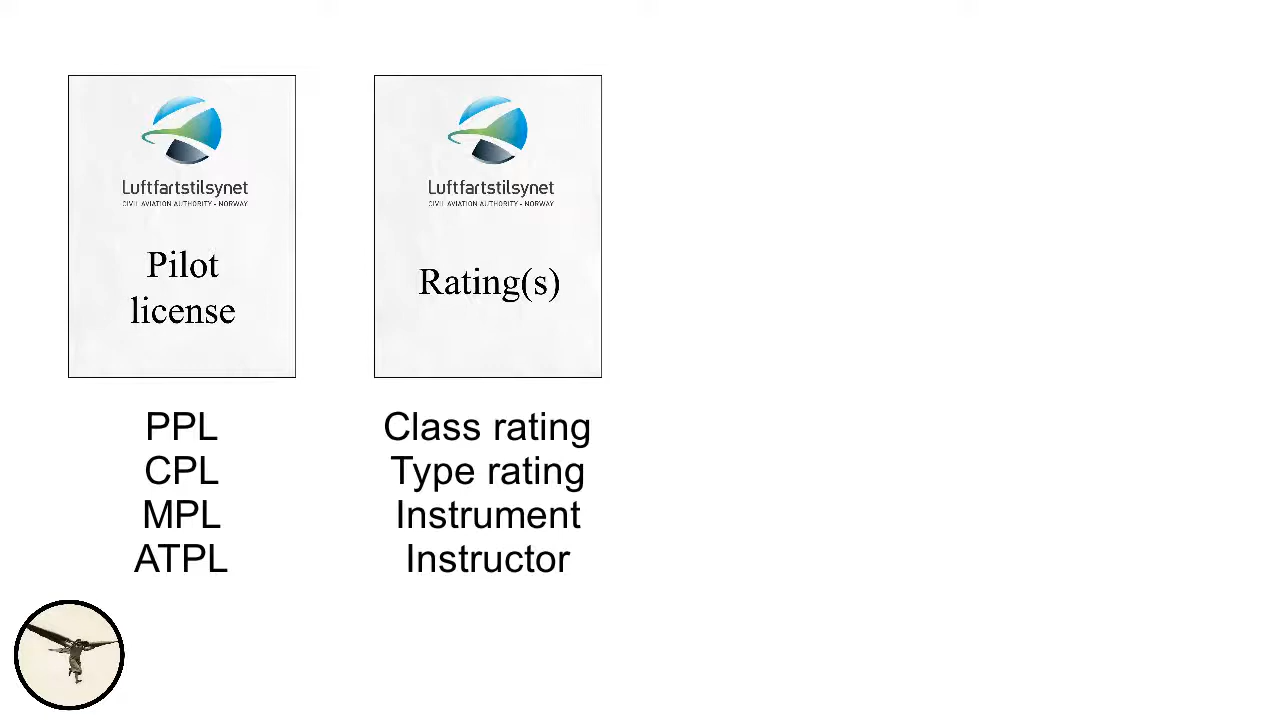 Luftfartstilsynet
CIVIL AVIATION AUTHORITY - NORWAY
Pilot
license
PPL
CPL
MPL
ATPL
Luftfartstilsynet
CIVIL AVIATION AUTHORITY - NORWAY
Rating(s)
Class rating
Type rating
Instrument
Instructor